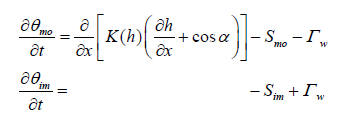 ∂θ_mo/∂t = ∂/∂x [K(h)(∂h/∂x + cos α)] − S_mo − Γ_w
∂θ_im/∂t = − S_im + Γ_w